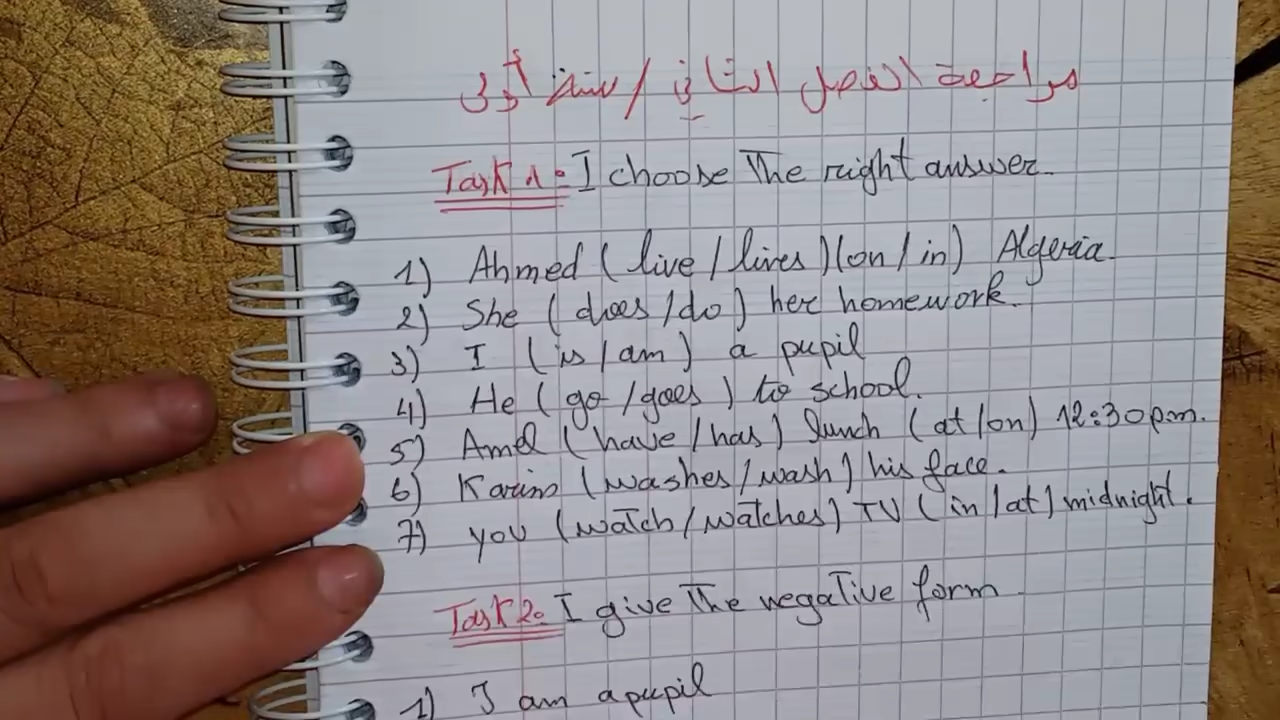 مراجعة الفصل الثاني / سنة أولى
Task 1: I choose The right answer.
1) Ahmed ( live / lives ) (on / in) Algeria.
2) She ( does / do ) her homework.
3) I ( is / am ) a pupil
4) He ( go / goes ) to school.
5) Amel ( have / has ) lunch ( at / on ) 12:30 pm.
6) Karim ( washes / wash ) his face.
7) you ( watch / watches ) TV ( in / at ) midnight.
Task 2: I give The negative form
1) I am a pupil